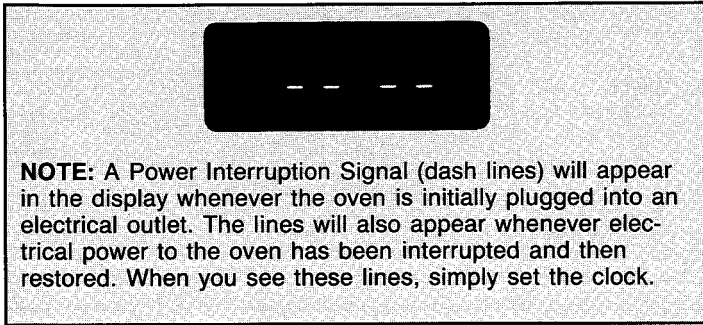 -- --
NOTE: A Power Interruption Signal (dash lines) will appear
in the display whenever the oven is initially plugged into an
electrical outlet. The lines will also appear whenever elec-
trical power to the oven has been interrupted and then
restored. When you see these lines, simply set the clock.